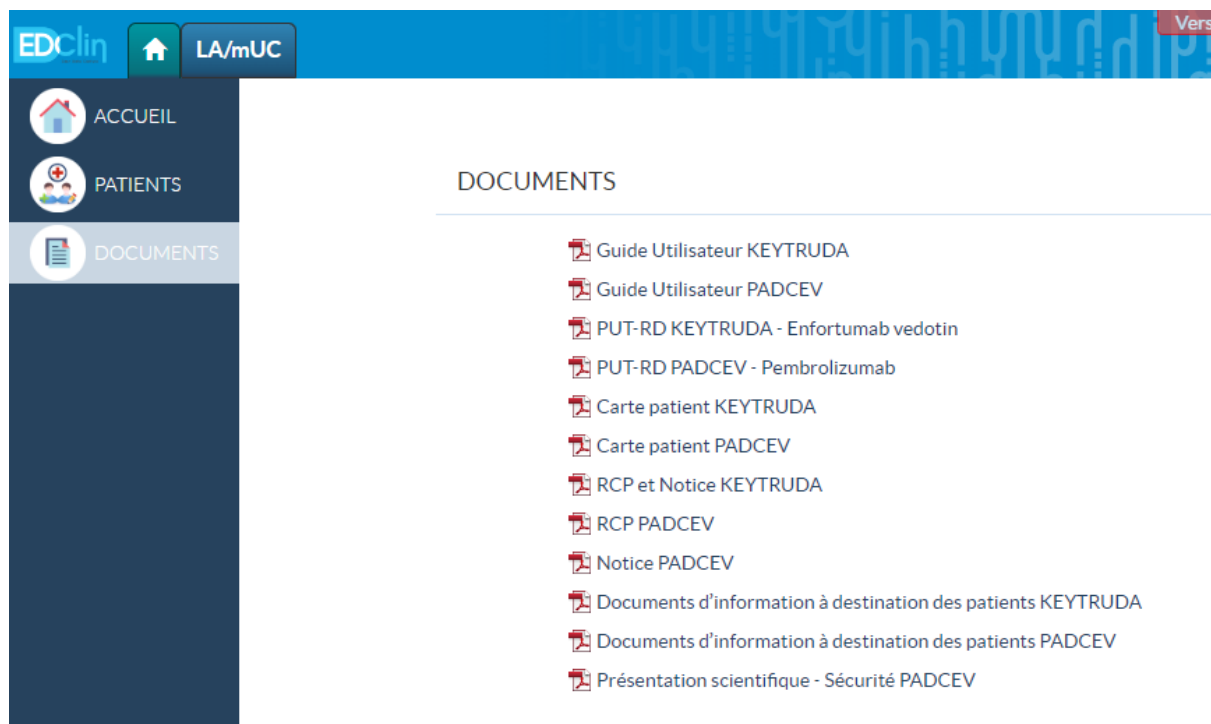 EDClin
LA/mUC
Vers
ACCUEIL
PATIENTS
DOCUMENTS
DOCUMENTS
Guide Utilisateur KEYTRUDA
Guide Utilisateur PADCEV
PUT-RD KEYTRUDA - Enfortumab vedotin
PUT-RD PADCEV - Pembrolizumab
Carte patient KEYTRUDA
Carte patient PADCEV
RCP et Notice KEYTRUDA
RCP PADCEV
Notice PADCEV
Documents d’information à destination des patients KEYTRUDA
Documents d’information à destination des patients PADCEV
Présentation scientifique - Sécurité PADCEV